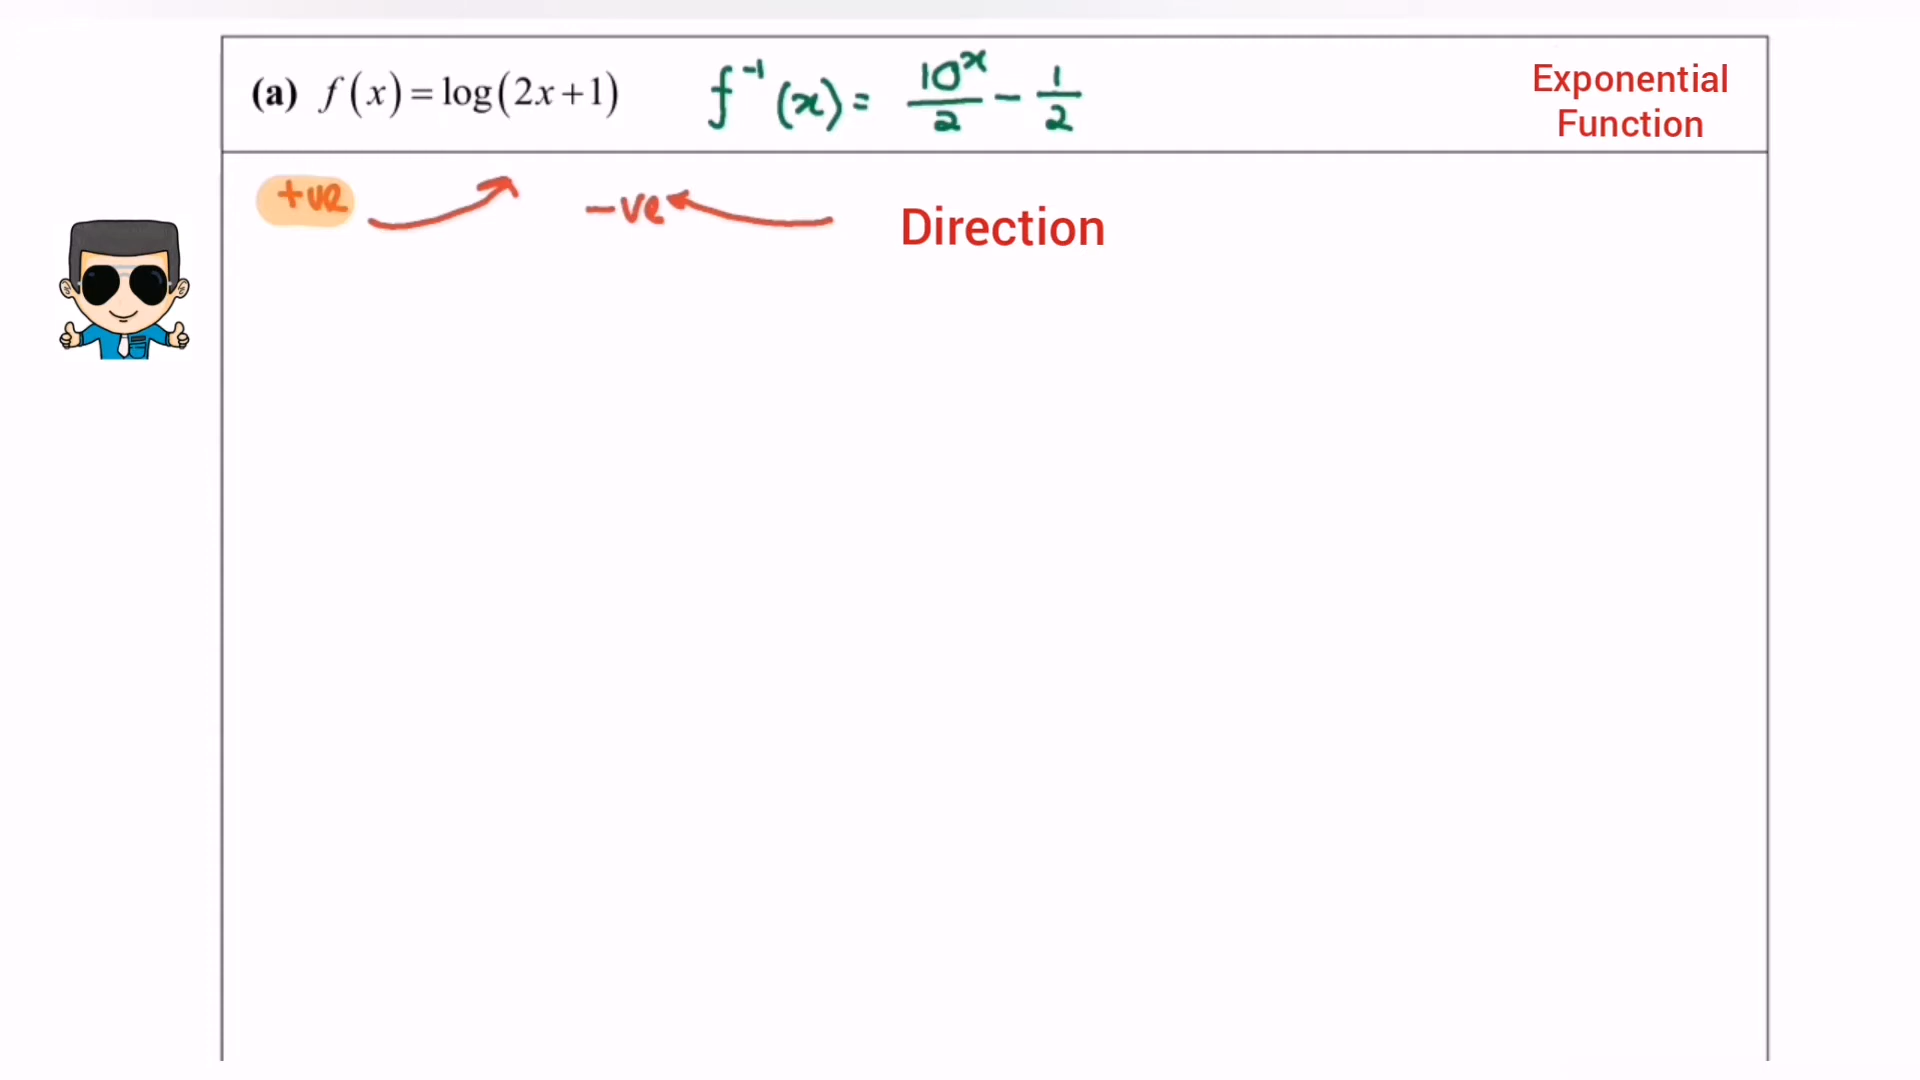 (a) f(x) = log(2x+1) f⁻¹(x) = 10ˣ/2 − 1/2
Exponential
Function
+ve −ve Direction